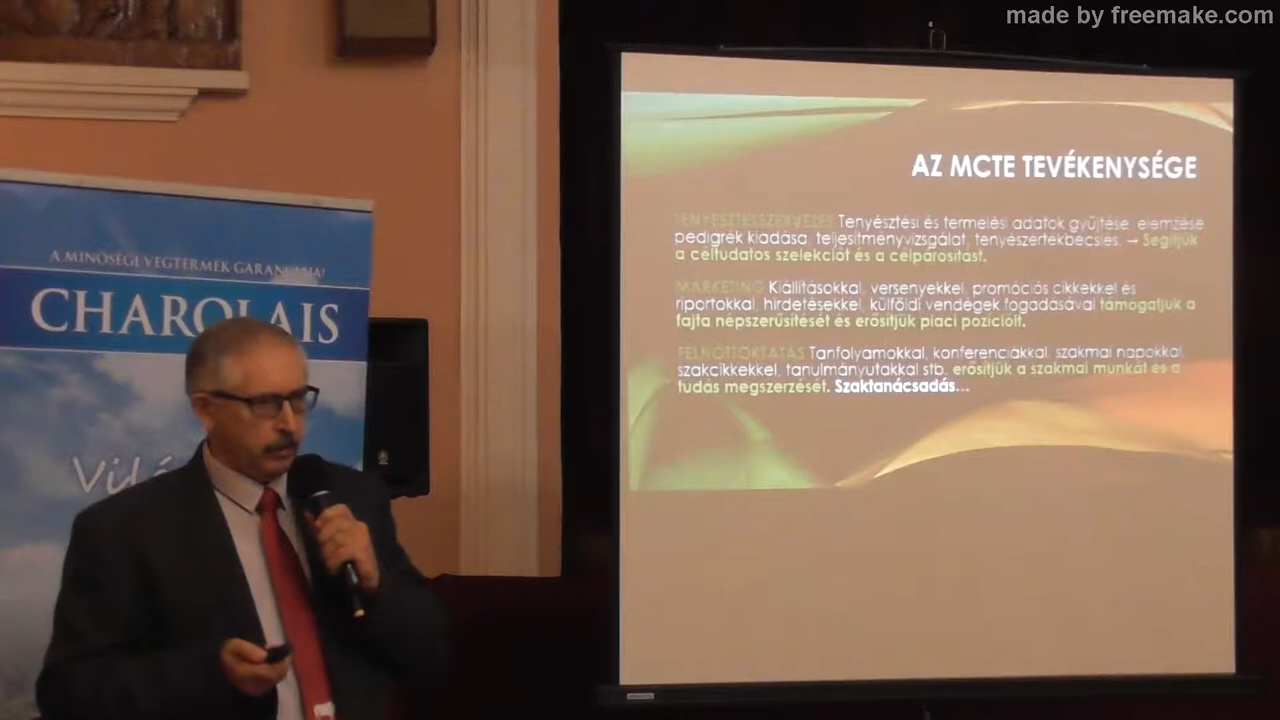 made by freemake.com
AZ MCTE TEVÉKENYSÉGE
TENYÉSZTÉSSZERVEZÉS Tenyésztési és termelési adatok gyűjtése, elemzése
pedigrék kiadása, teljesítményvizsgálat, tenyészértékbecslés. → Segítjük
a céltudatos szelekciót és a célpárosítást.
MARKETING Kiállításokkal, versenyekkel, promóciós cikkekkel és
riportokkal, hirdetésekkel, külföldi vendégek fogadásával támogatjuk a
fajta népszerűsítését és erősítjük piaci pozícióit.
FELNŐTTOKTATÁS Tanfolyamokkal, konferenciákkal, szakmai napokkal,
szakcikkekkel, tanulmányutakkal stb. erősítjük a szakmai munkát és a
tudás megszerzését. Szaktanácsadás...
A MINŐSÉGI VÉGTERMÉK GARANCIÁJA!
CHAROLAIS